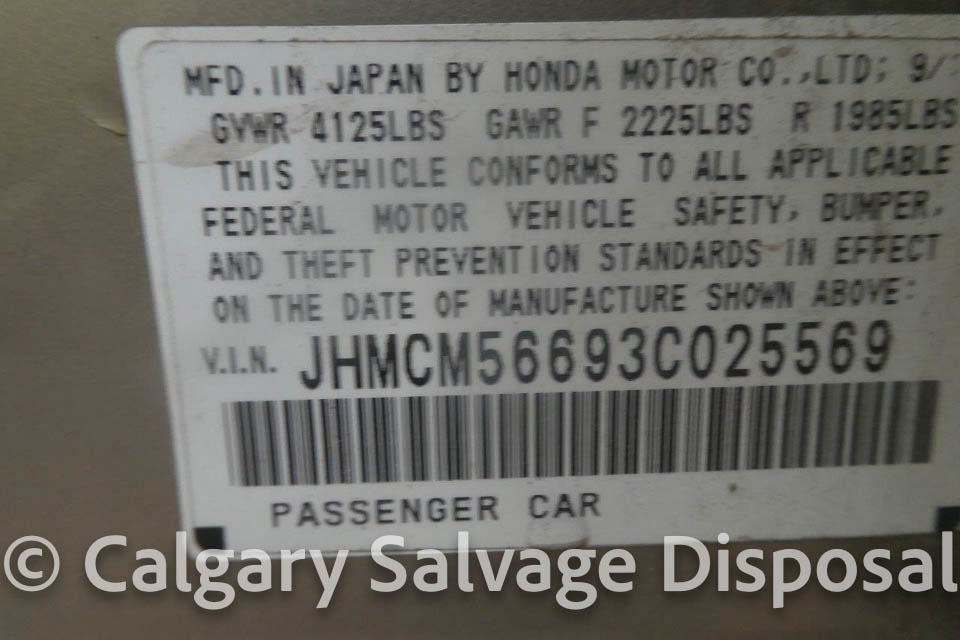 MFD. IN JAPAN BY HONDA MOTOR CO.,LTD; 9/
GVWR 4125LBS GAWR F 2225LBS R 1985LBS
THIS VEHICLE CONFORMS TO ALL APPLICABLE
FEDERAL MOTOR VEHICLE SAFETY, BUMPER,
AND THEFT PREVENTION STANDARDS IN EFFECT
ON THE DATE OF MANUFACTURE SHOWN ABOVE:
V.I.N. JHMCM56693C025569
PASSENGER CAR
© Calgary Salvage Disposal